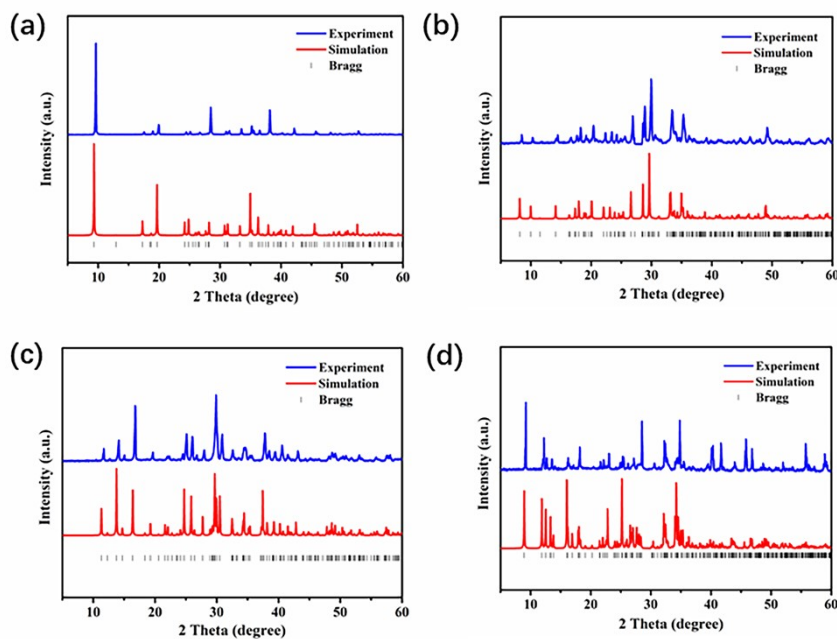 (a)
Experiment
Simulation
Bragg
Intensity (a.u.)
10 20 30 40 50 60
2 Theta (degree)
(b)
Experiment
Simulation
Bragg
Intensity (a.u.)
10 20 30 40 50 60
2 Theta (degree)
(c)
Experiment
Simulation
Bragg
Intensity (a.u.)
10 20 30 40 50 60
2 Theta (degree)
(d)
Experiment
Simulation
Bragg
Intensity (a.u.)
10 20 30 40 50 60
2 Theta (degree)